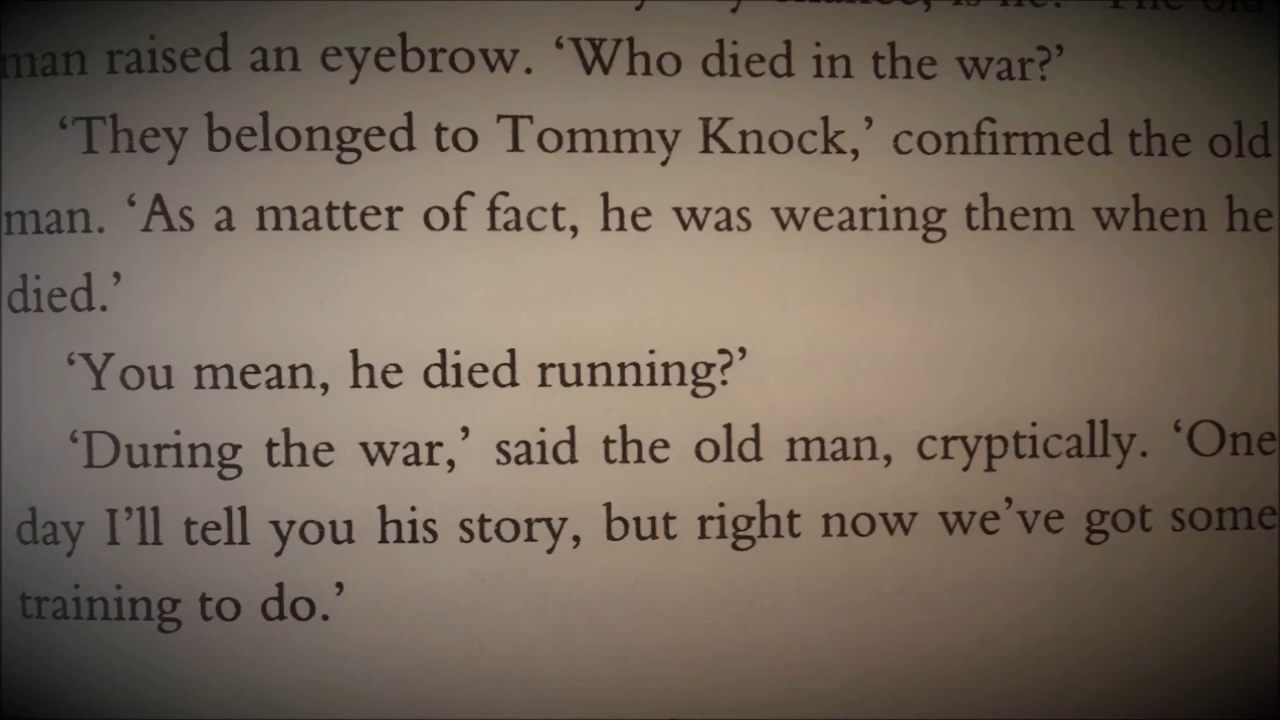 man raised an eyebrow. ‘Who died in the war?’
‘They belonged to Tommy Knock,’ confirmed the old
man. ‘As a matter of fact, he was wearing them when he
died.’
‘You mean, he died running?’
‘During the war,’ said the old man, cryptically. ‘One
day I’ll tell you his story, but right now we’ve got some
training to do.’